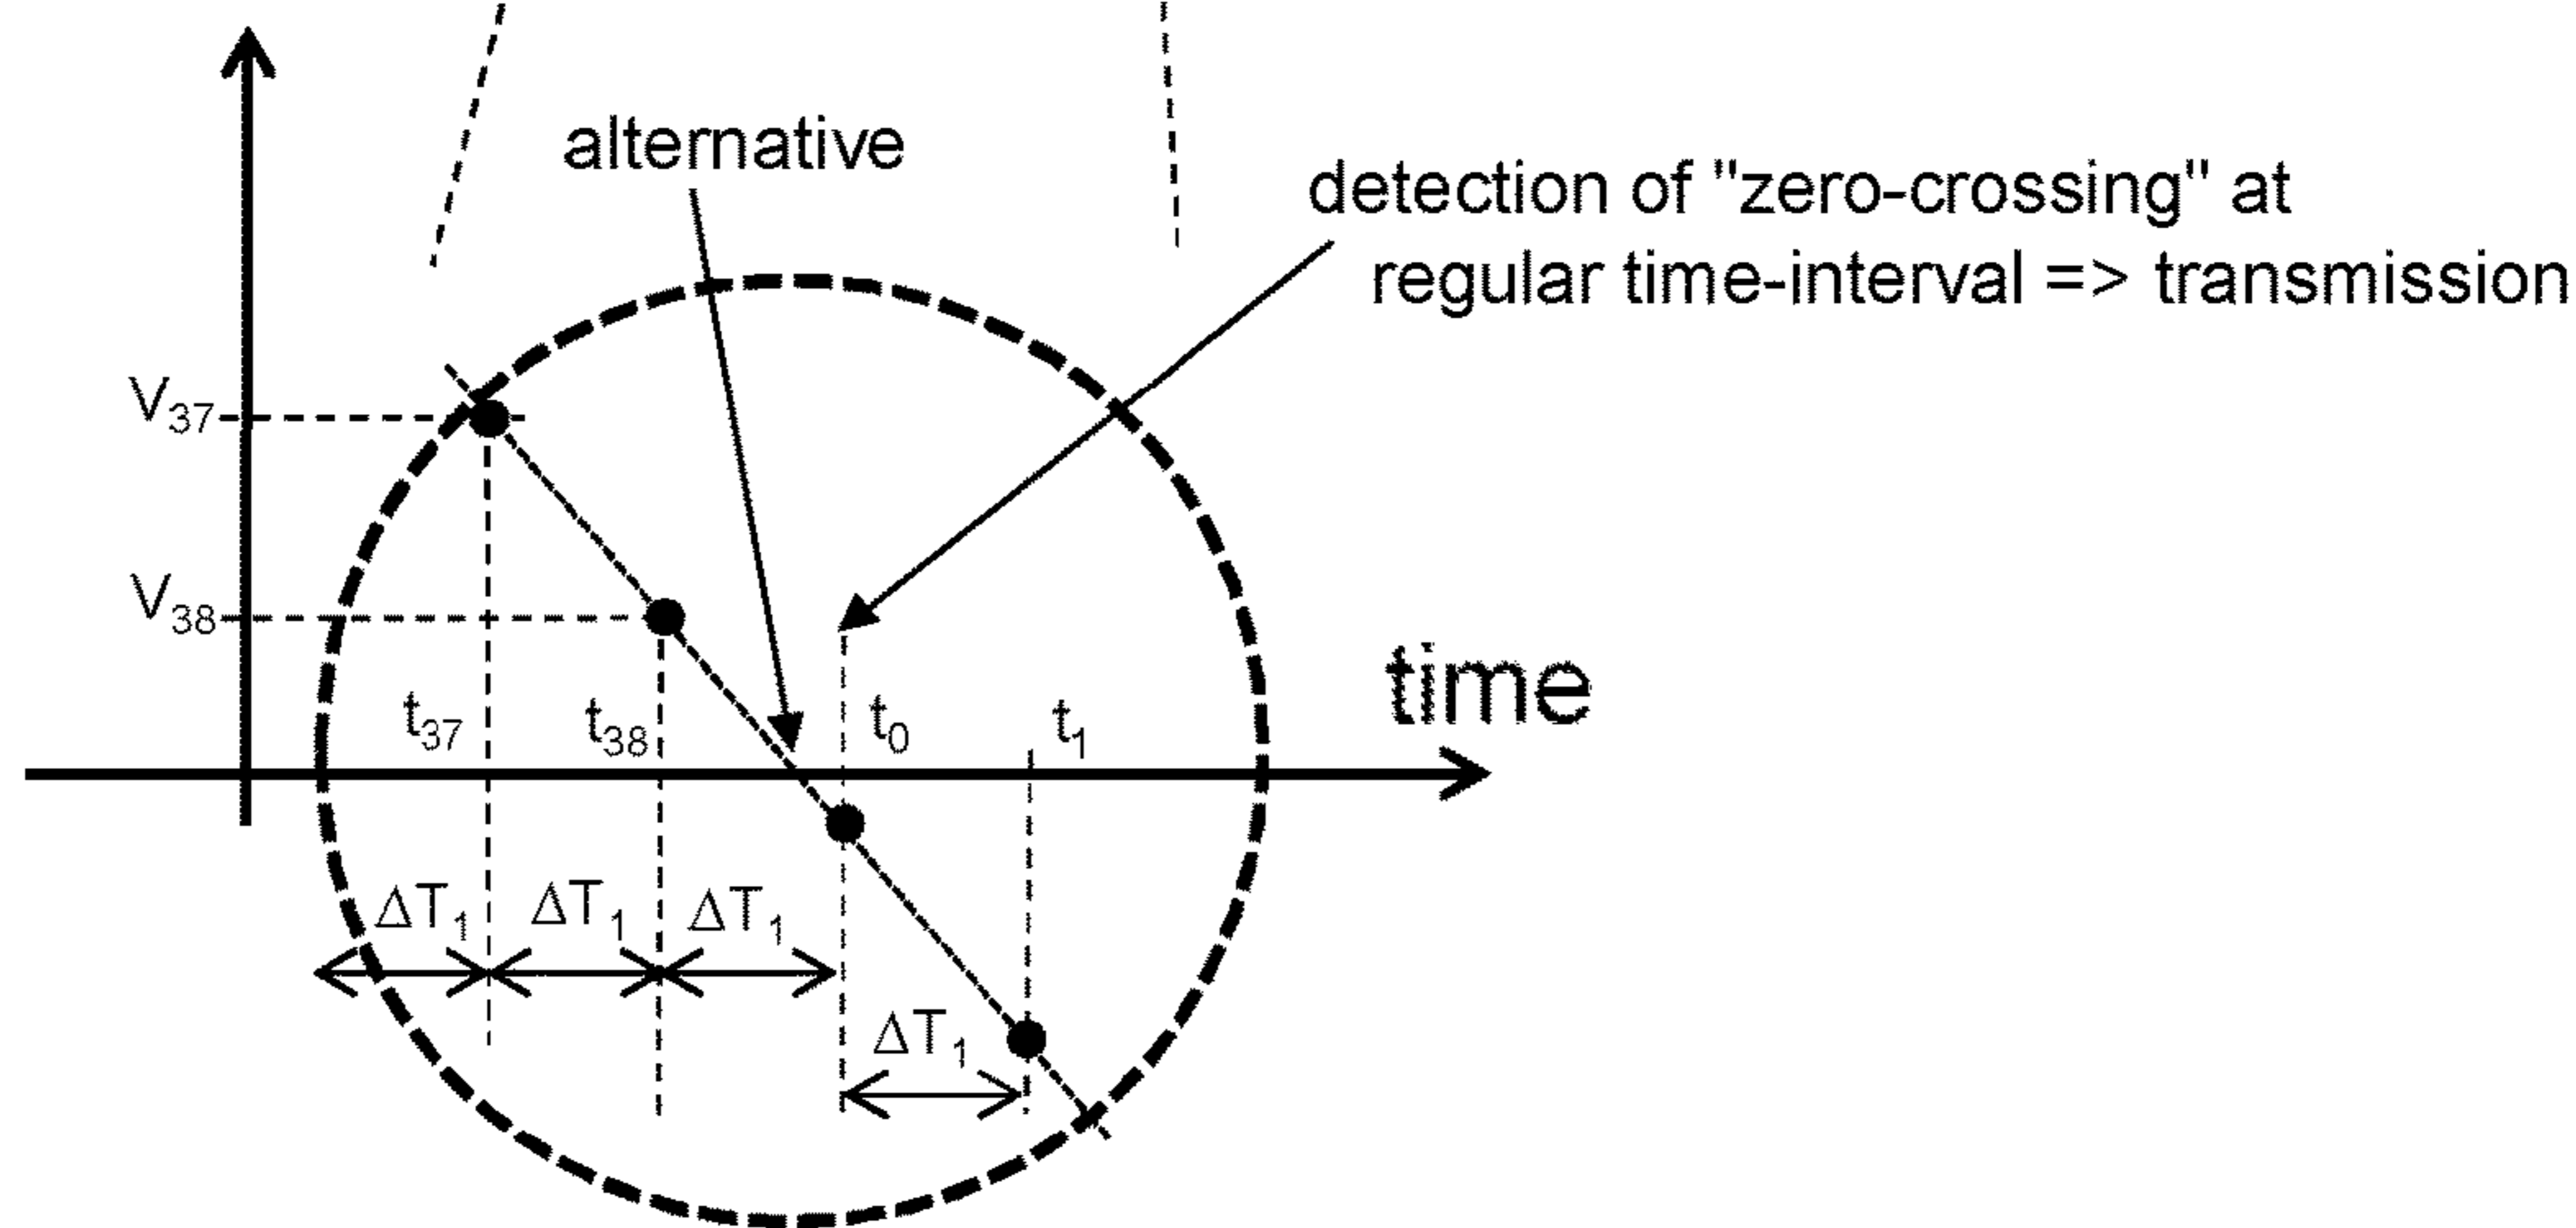 alternative
detection of "zero-crossing" at
regular time-interval => transmission
V37
V38
time
t37
t38
t0
t1
ΔT1
ΔT1
ΔT1
ΔT1